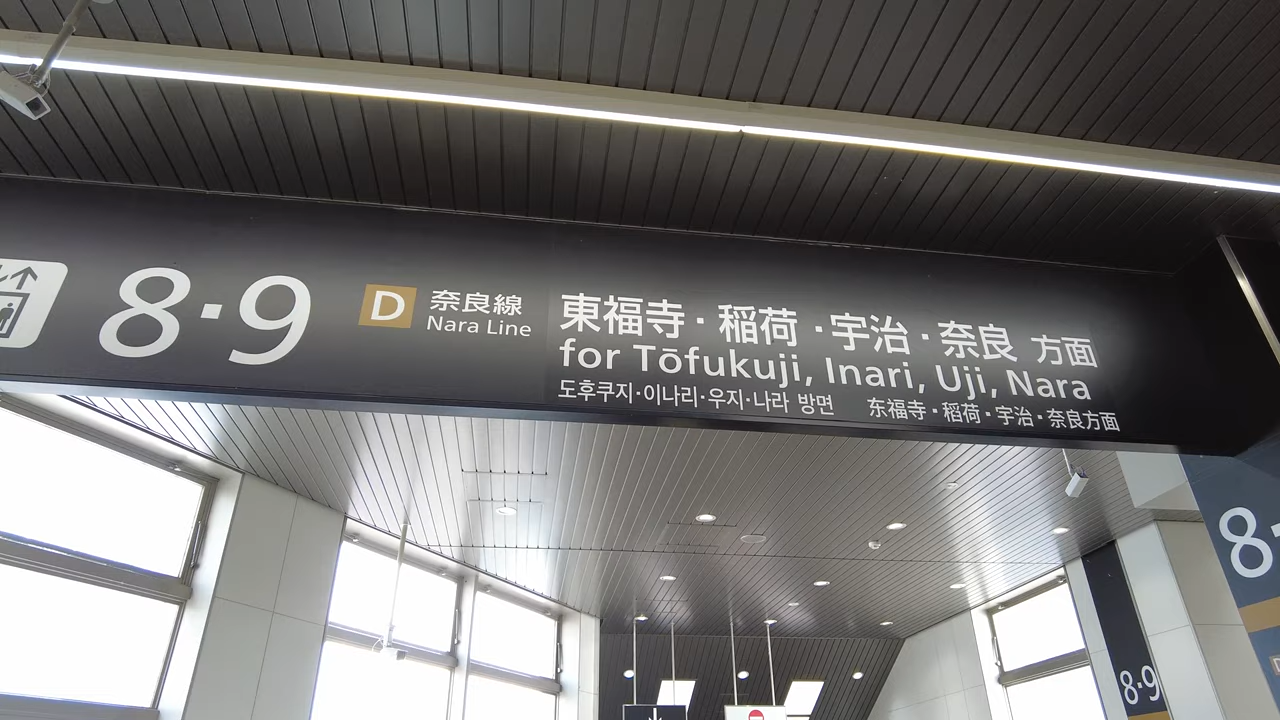 8・9
D 奈良線
Nara Line
東福寺・稲荷・宇治・奈良 方面
for Tōfukuji, Inari, Uji, Nara
도후쿠지·이나리·우지·나라 방면 东福寺・稻荷・宇治・奈良方面
8・
8・9